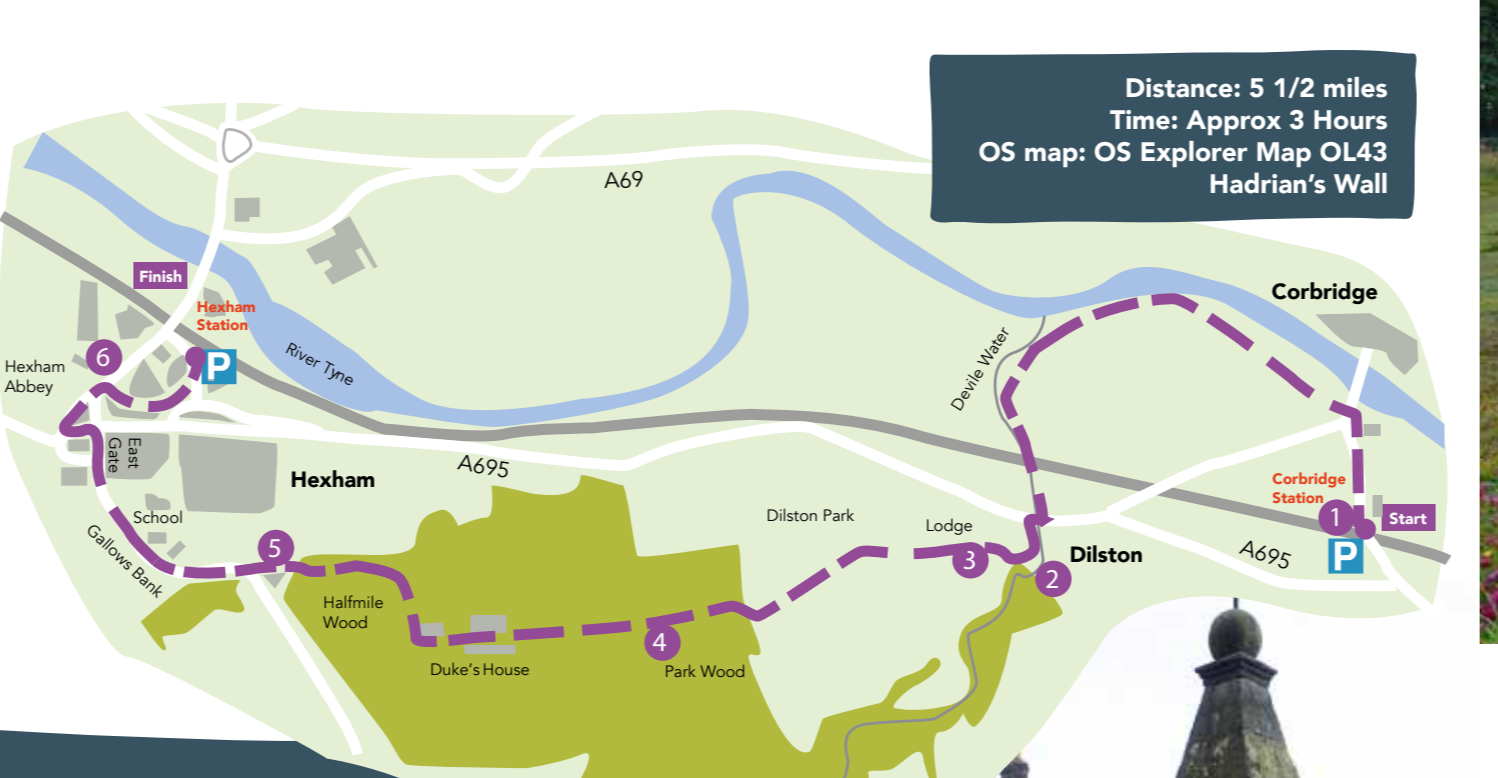 Distance: 5 1/2 miles
Time: Approx 3 Hours
OS map: OS Explorer Map OL43
Hadrian's Wall
A69
Finish
Hexham
Station
P
6
Hexham
Abbey
River Tyne
Devile Water
Corbridge
Corbridge
Station
1
Start
P
A695
East
Gate
Hexham
A695
School
Gallows Bank
5
Halfmile
Wood
Duke's House
4
Park Wood
Dilston Park
Lodge
3
2
Dilston